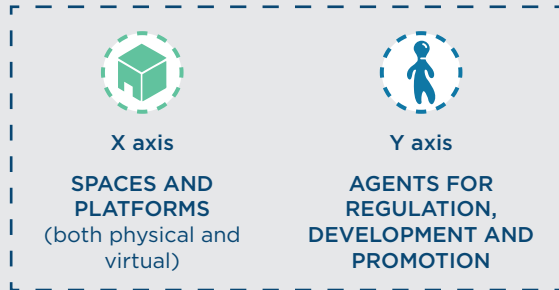 X axis
SPACES AND
PLATFORMS
(both physical and
virtual)
Y axis
AGENTS FOR
REGULATION,
DEVELOPMENT AND
PROMOTION